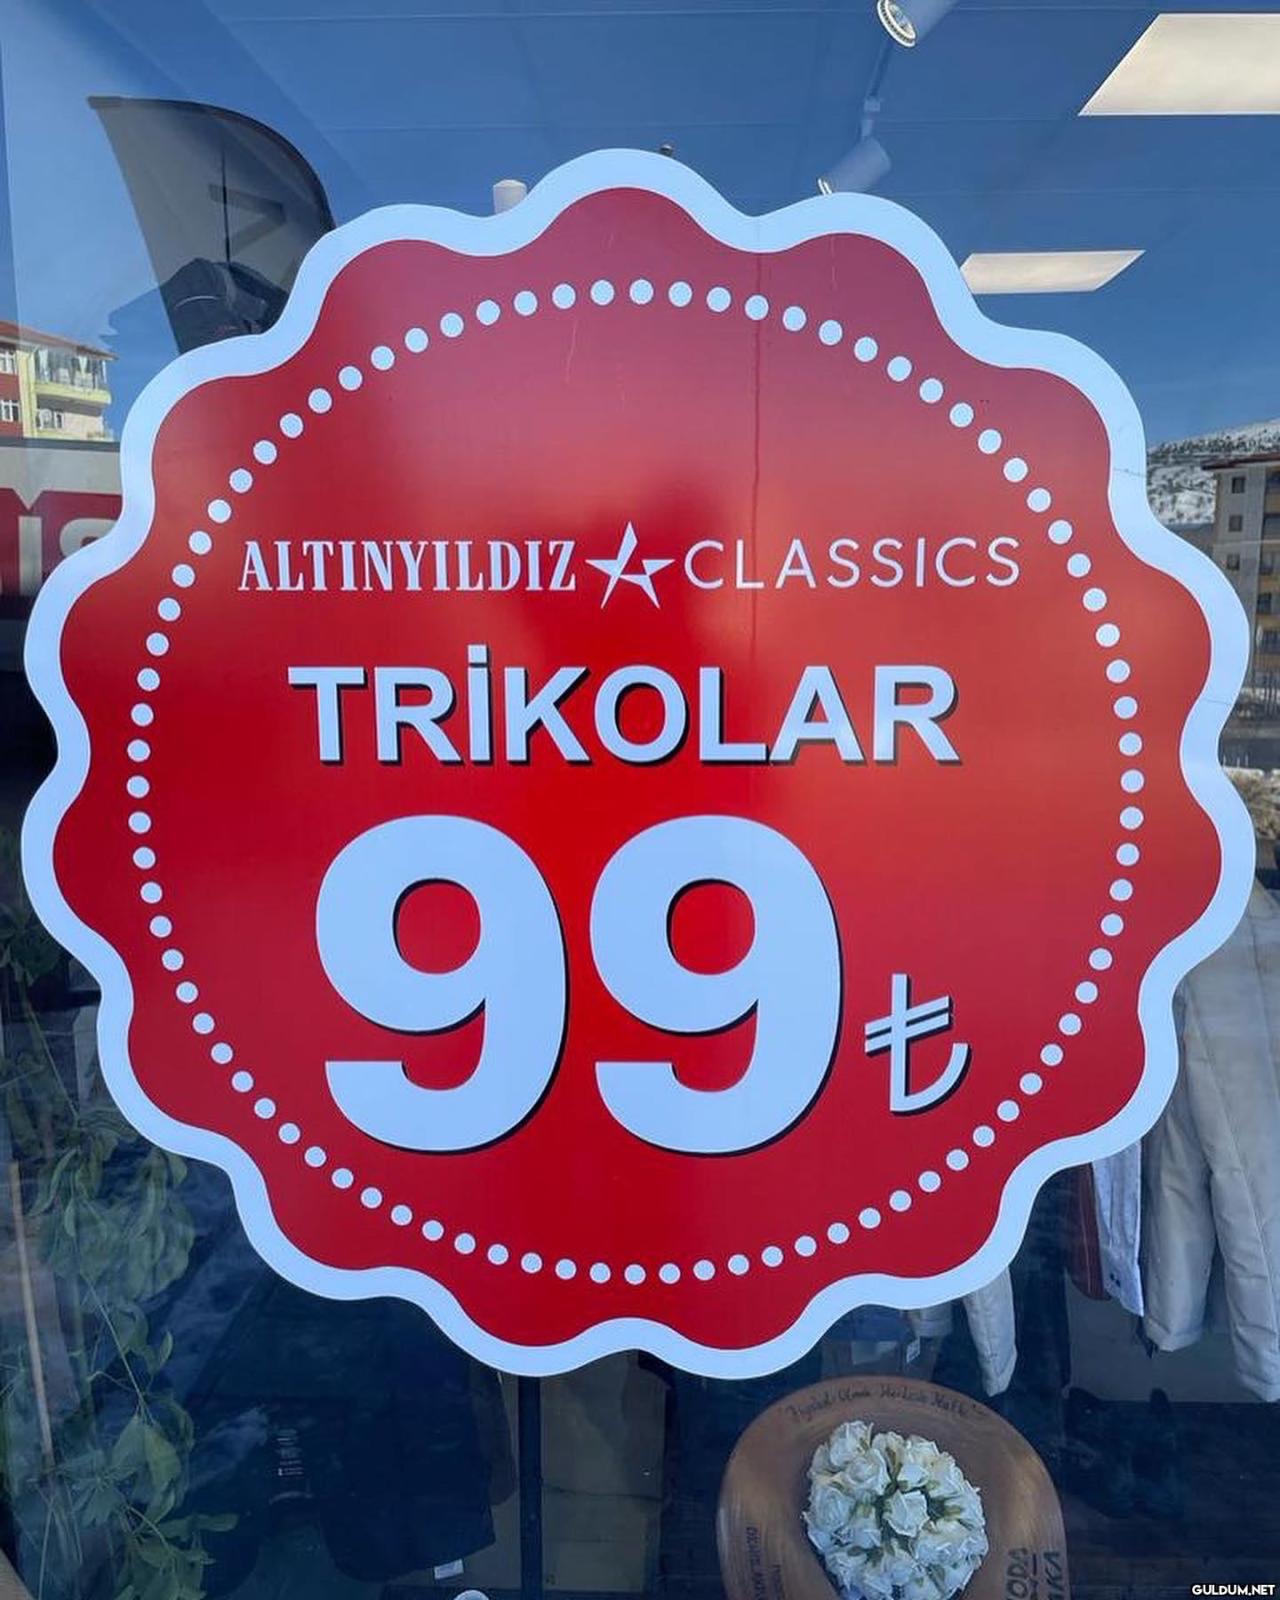 ALTINYILDIZ CLASSICS
TRİKOLAR
99 ₺
GULDUM.NET